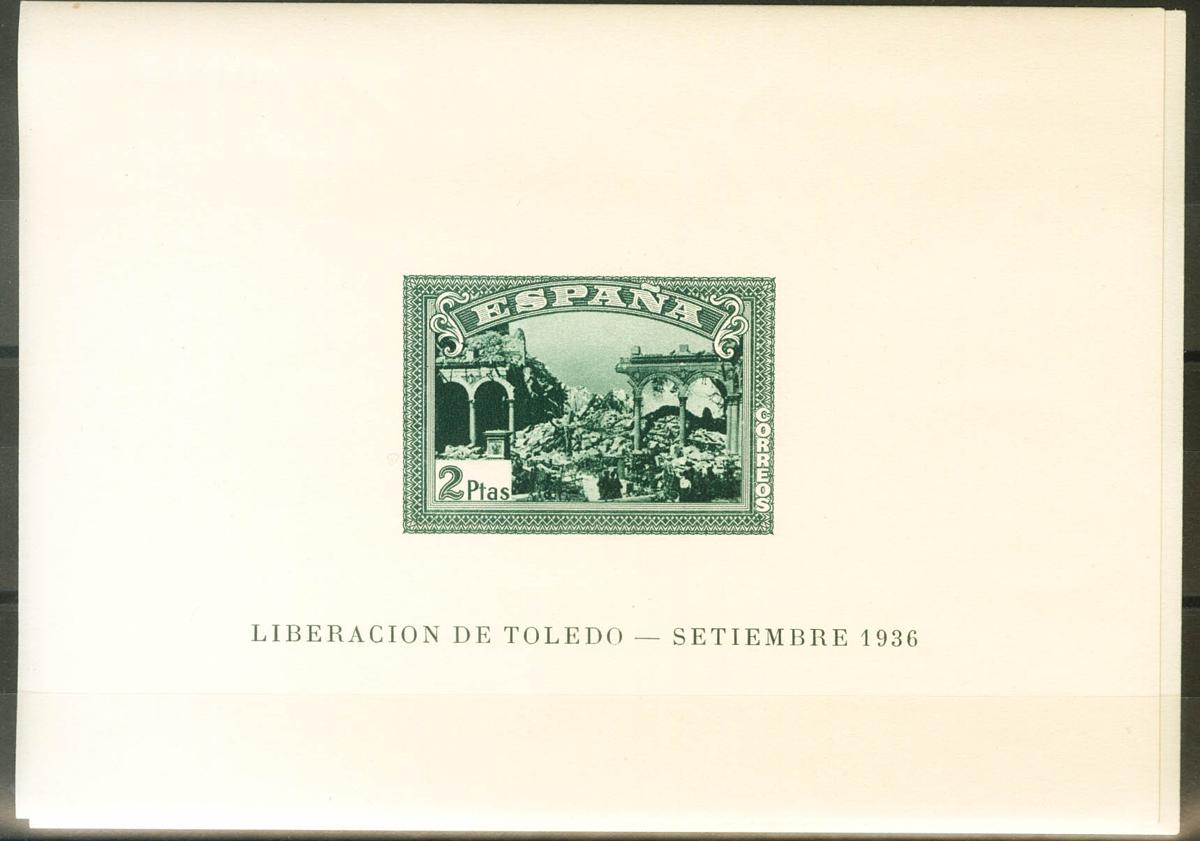 ESPAÑA
CORREOS
2 Ptas
LIBERACION DE TOLEDO — SETIEMBRE 1936